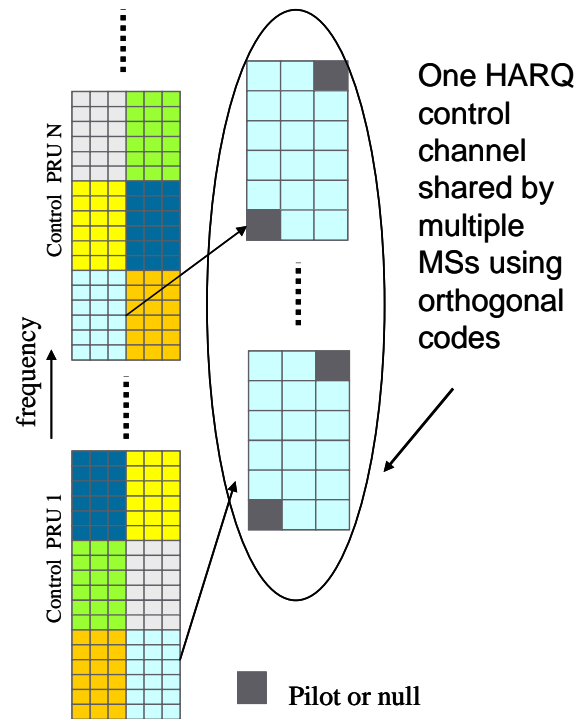 Control PRU N
One HARQ
control
channel
shared by
multiple
MSs using
orthogonal
codes
frequency
Control PRU 1
Pilot or null